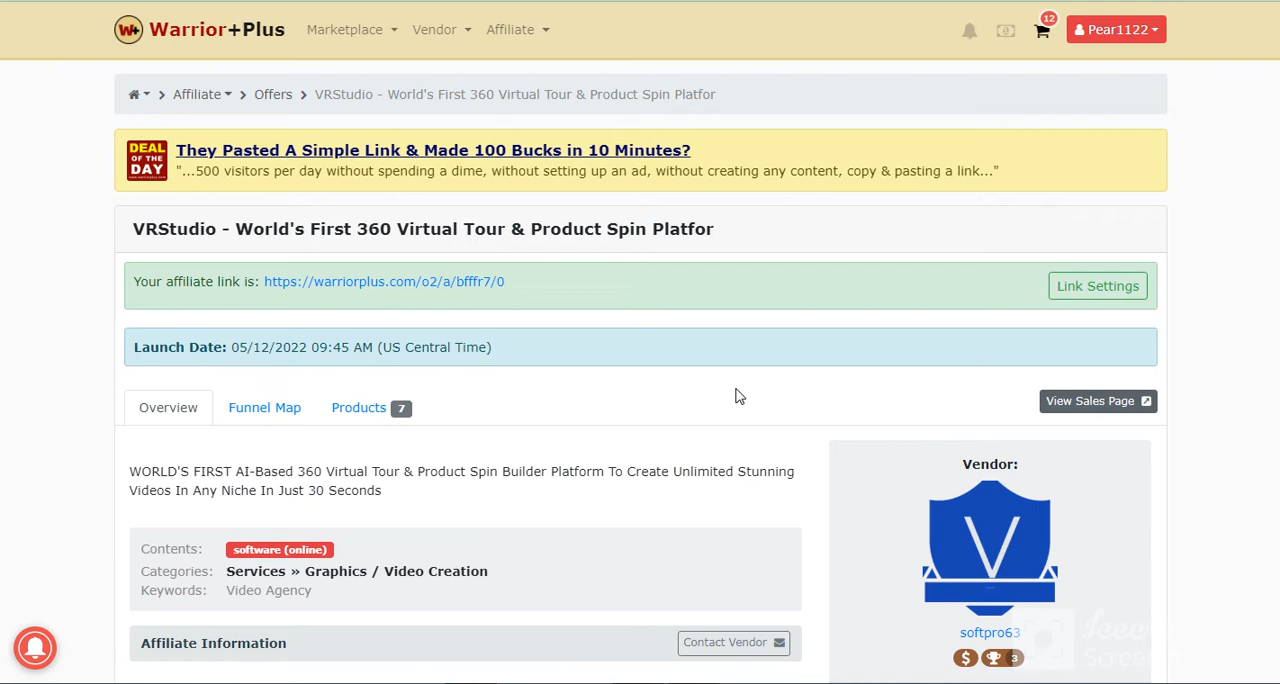 Warrior+Plus Marketplace Vendor Affiliate 12 Pear1122
Affiliate Offers VRStudio - World's First 360 Virtual Tour & Product Spin Platfor
DEAL OF THE DAY
They Pasted A Simple Link & Made 100 Bucks in 10 Minutes?
"...500 visitors per day without spending a dime, without setting up an ad, without creating any content, copy & pasting a link..."
VRStudio - World's First 360 Virtual Tour & Product Spin Platfor
Your affiliate link is: https://warriorplus.com/o2/a/bfffr7/0 Link Settings
Launch Date: 05/12/2022 09:45 AM (US Central Time)
Overview Funnel Map Products 7 View Sales Page
WORLD'S FIRST AI-Based 360 Virtual Tour & Product Spin Builder Platform To Create Unlimited Stunning
Videos In Any Niche In Just 30 Seconds
Vendor:
V
Contents: software (online)
Categories: Services » Graphics / Video Creation
Keywords: Video Agency
Affiliate Information Contact Vendor
softpro63
$ 3